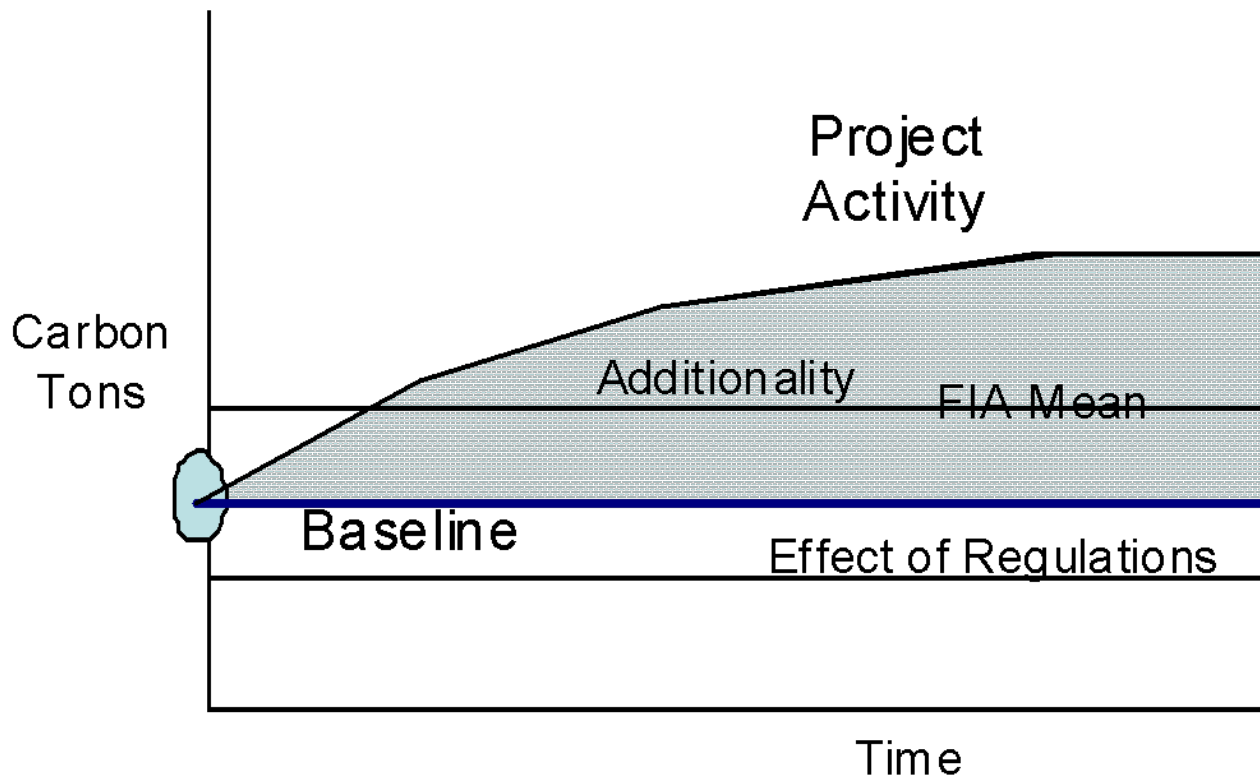 Project
Activity
Carbon
Tons
Additionality
FIA Mean
Baseline
Effect of Regulations
Time